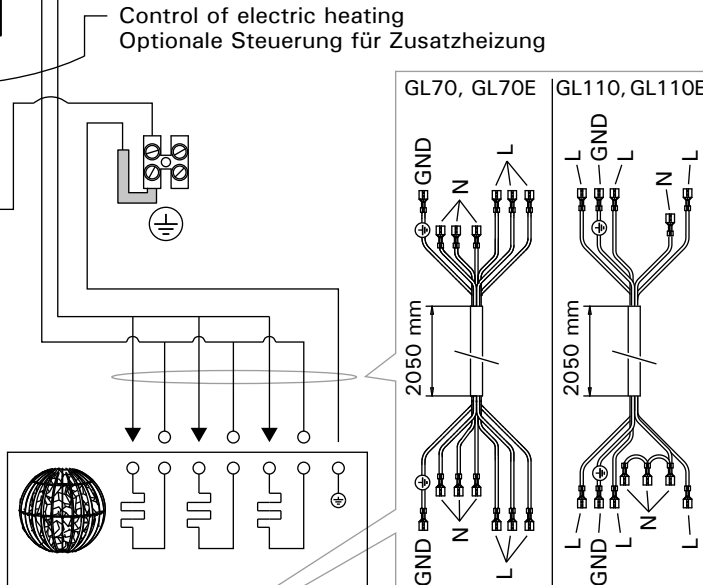 Control of electric heating
Optionale Steuerung für Zusatzheizung
GL70, GL70E
GL110, GL110E
GND
N
L
L
GND
L
N
L
2050 mm
2050 mm
GND
N
L
L
GND
L
N
L